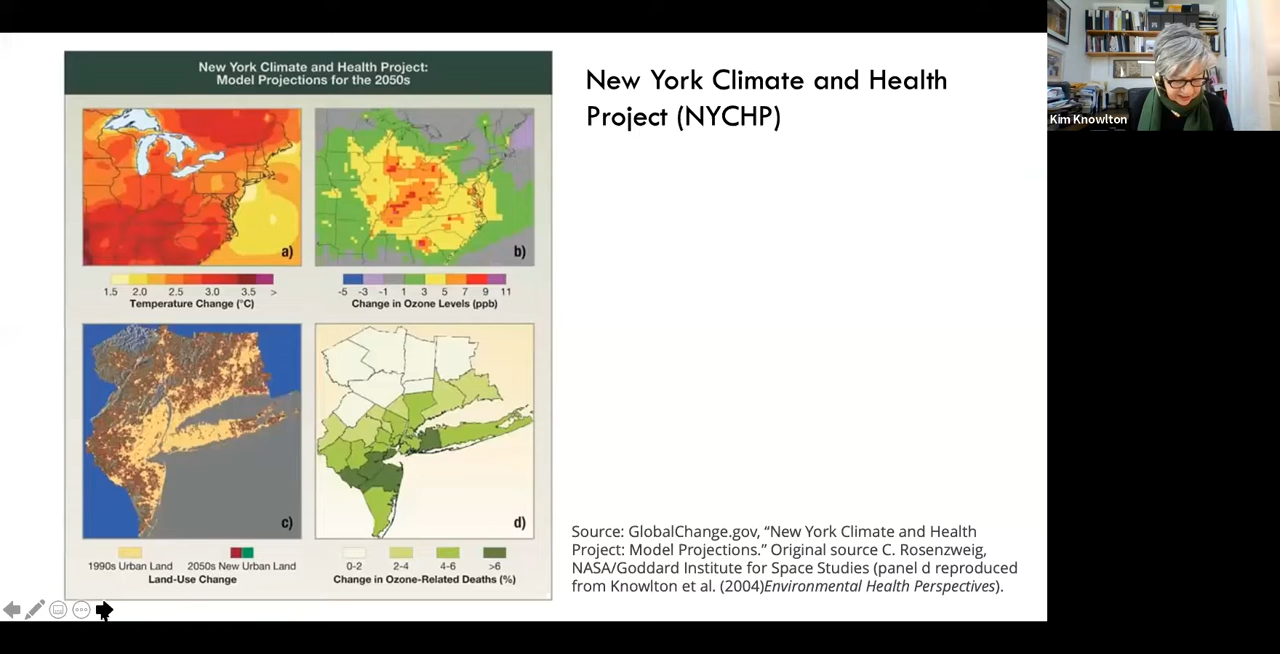 New York Climate and Health Project:
Model Projections for the 2050s
a)
b)
1.5 2.0 2.5 3.0 3.5 >
Temperature Change (°C)
-5 -3 -1 1 3 5 7 9 11
Change in Ozone Levels (ppb)
c)
d)
1990s Urban Land 2050s New Urban Land
Land-Use Change
0-2 2-4 4-6 >6
Change in Ozone-Related Deaths (%)
New York Climate and Health
Project (NYCHP)
Source: GlobalChange.gov, “New York Climate and Health
Project: Model Projections.” Original source C. Rosenzweig,
NASA/Goddard Institute for Space Studies (panel d reproduced
from Knowlton et al. (2004)Environmental Health Perspectives).
Kim Knowlton